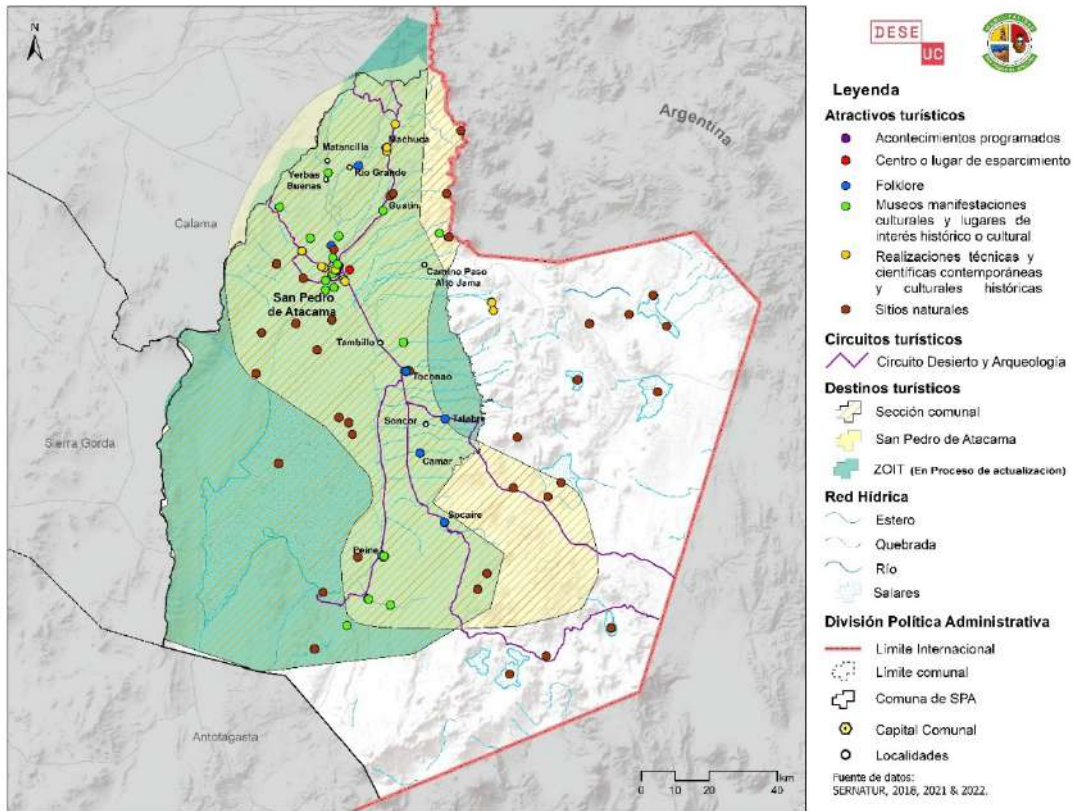 N
Argentina
Machuca
Matancilla
Río Grande
Yerbas
Buenas
Guatin
Calama
Camino Paso
Alto Jama
San Pedro
de Atacama
Tambillo
Toconao
Talabre
Soncor
Sierra Gorda
Camar
Socaire
Peine
Antofagasta
0 10 20 40 km
DESE
UC
Leyenda
Atractivos turísticos
Acontecimientos programados
Centro o lugar de esparcimiento
Folklore
Museos manifestaciones
culturales y lugares de
interés histórico o cultural
Realizaciones técnicas y
científicas contemporáneas
y culturales históricas
Sitios naturales
Circuitos turísticos
Circuito Desierto y Arqueología
Destinos turísticos
Sección comunal
San Pedro de Atacama
ZOIT (En Proceso de actualización)
Red Hídrica
Estero
Quebrada
Río
Salares
División Política Administrativa
Límite Internacional
Límite comunal
Comuna de SPA
Capital Comunal
Localidades
Fuente de datos:
SERNATUR, 2018, 2021 & 2022.